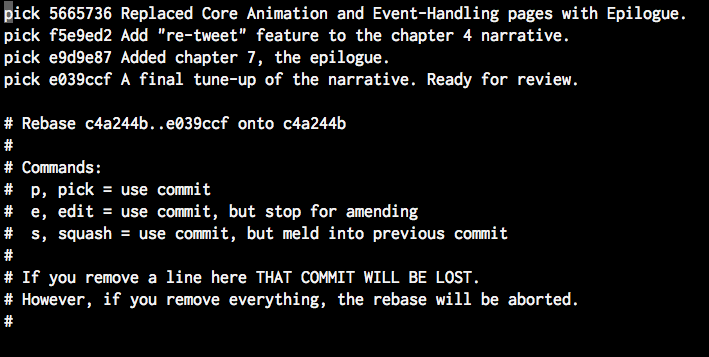 pick 5665736 Replaced Core Animation and Event-Handling pages with Epilogue.
pick f5e9ed2 Add "re-tweet" feature to the chapter 4 narrative.
pick e9d9e87 Added chapter 7, the epilogue.
pick e039ccf A final tune-up of the narrative. Ready for review.

# Rebase c4a244b..e039ccf onto c4a244b
#
# Commands:
#  p, pick = use commit
#  e, edit = use commit, but stop for amending
#  s, squash = use commit, but meld into previous commit
#
# If you remove a line here THAT COMMIT WILL BE LOST.
# However, if you remove everything, the rebase will be aborted.
#